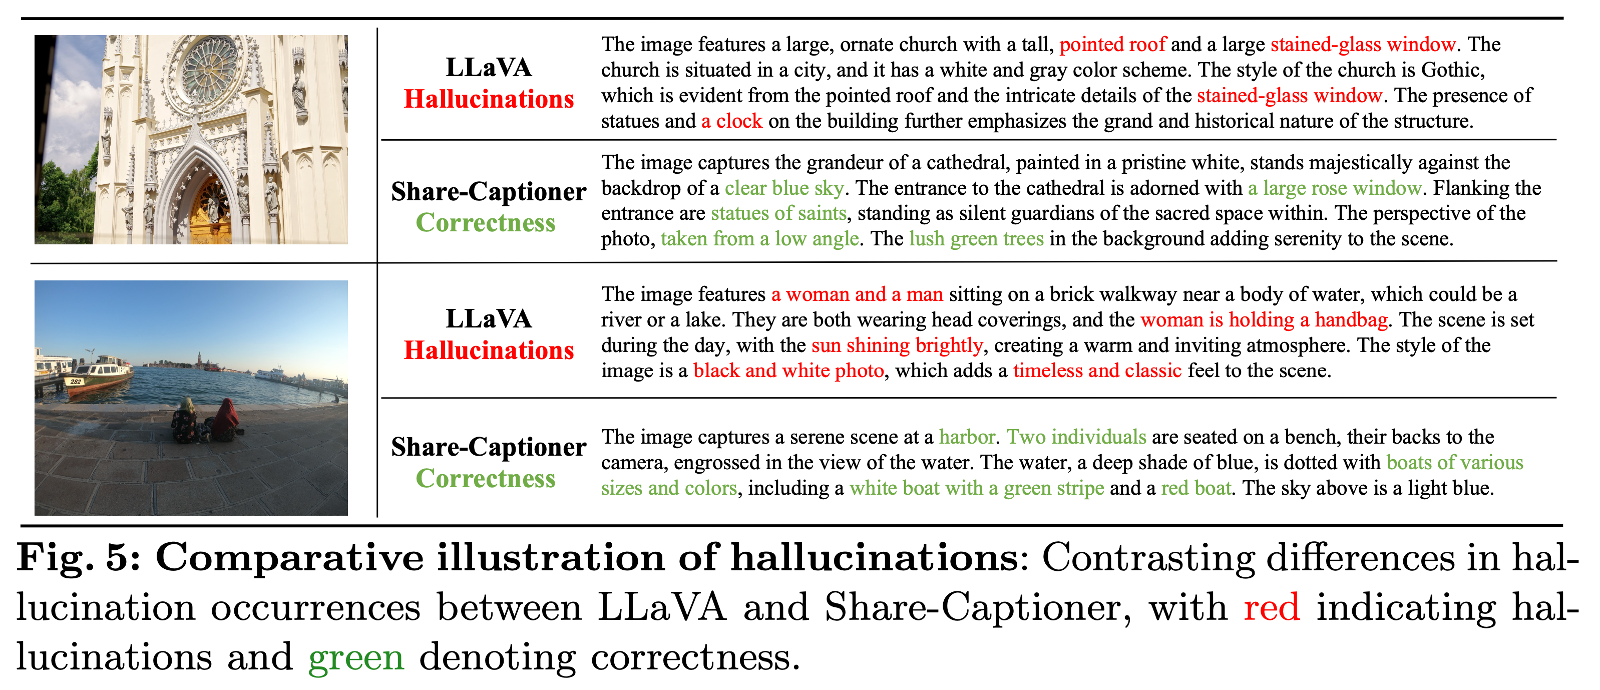 LLaVA
Hallucinations
The image features a large, ornate church with a tall, pointed roof and a large stained-glass window. The
church is situated in a city, and it has a white and gray color scheme. The style of the church is Gothic,
which is evident from the pointed roof and the intricate details of the stained-glass window. The presence of
statues and a clock on the building further emphasizes the grand and historical nature of the structure.
Share-Captioner
Correctness
The image captures the grandeur of a cathedral, painted in a pristine white, stands majestically against the
backdrop of a clear blue sky. The entrance to the cathedral is adorned with a large rose window. Flanking the
entrance are statues of saints, standing as silent guardians of the sacred space within. The perspective of the
photo, taken from a low angle. The lush green trees in the background adding serenity to the scene.
282
LLaVA
Hallucinations
The image features a woman and a man sitting on a brick walkway near a body of water, which could be a
river or a lake. They are both wearing head coverings, and the woman is holding a handbag. The scene is set
during the day, with the sun shining brightly, creating a warm and inviting atmosphere. The style of the
image is a black and white photo, which adds a timeless and classic feel to the scene.
Share-Captioner
Correctness
The image captures a serene scene at a harbor. Two individuals are seated on a bench, their backs to the
camera, engrossed in the view of the water. The water, a deep shade of blue, is dotted with boats of various
sizes and colors, including a white boat with a green stripe and a red boat. The sky above is a light blue.
Fig. 5: Comparative illustration of hallucinations: Contrasting differences in hal-
lucination occurrences between LLaVA and Share-Captioner, with red indicating hal-
lucinations and green denoting correctness.